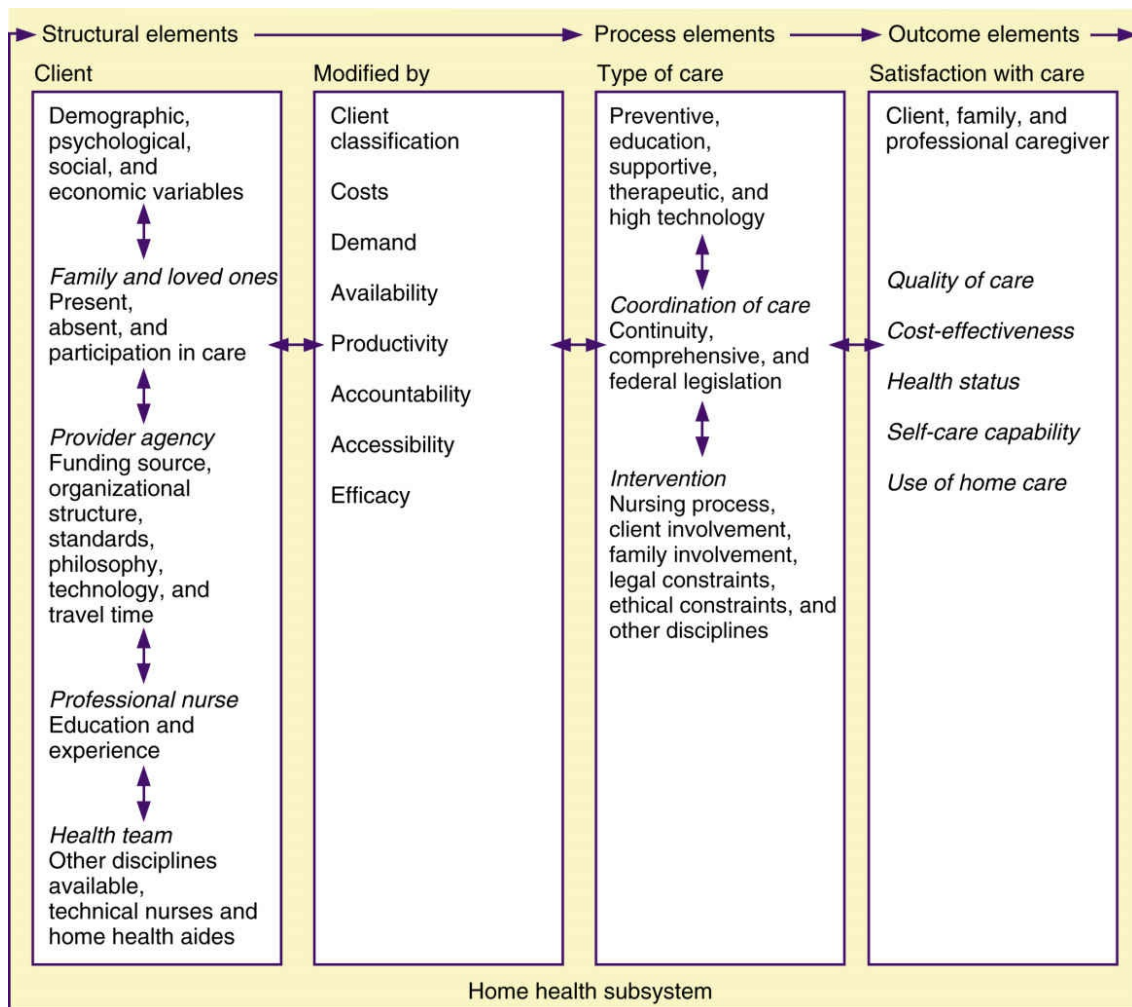 Structural elements
Process elements
Outcome elements
Client
Demographic,
psychological,
social, and
economic variables
Family and loved ones
Present,
absent, and
participation in care
Provider agency
Funding source,
organizational
structure,
standards,
philosophy,
technology, and
travel time
Professional nurse
Education and
experience
Health team
Other disciplines
available,
technical nurses and
home health aides
Modified by
Client
classification
Costs
Demand
Availability
Productivity
Accountability
Accessibility
Efficacy
Type of care
Preventive,
education,
supportive,
therapeutic, and
high technology
Coordination of care
Continuity,
comprehensive, and
federal legislation
Intervention
Nursing process,
client involvement,
family involvement,
legal constraints,
ethical constraints, and
other disciplines
Satisfaction with care
Client, family, and
professional caregiver
Quality of care
Cost-effectiveness
Health status
Self-care capability
Use of home care
Home health subsystem